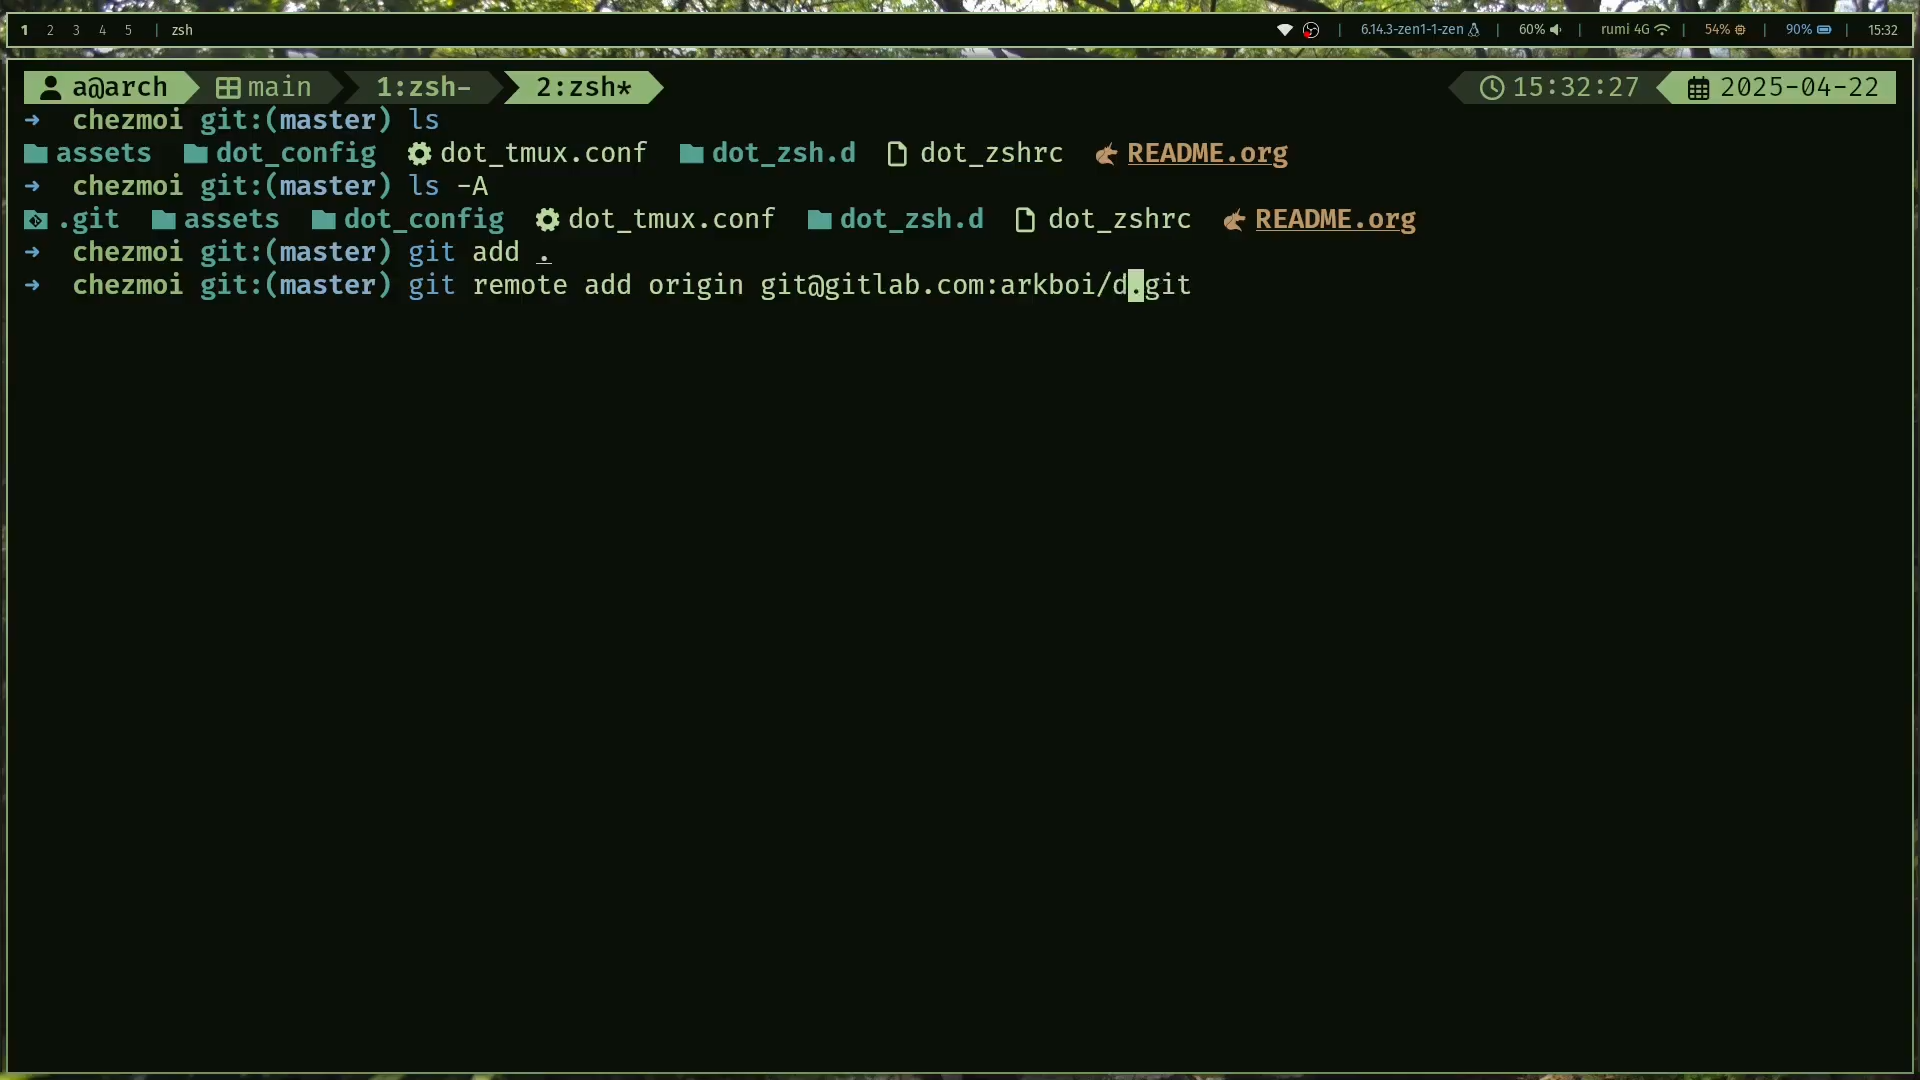 1 2 3 4 5 | zsh | 6.14.3-zen1-1-zen | 60% | rumi 4G | 54% | 90% | 15:32
a@arch main 1:zsh- 2:zsh* 15:32:27 2025-04-22
➜ chezmoi git:(master) ls
assets dot_config dot_tmux.conf dot_zsh.d dot_zshrc README.org
➜ chezmoi git:(master) ls -A
.git assets dot_config dot_tmux.conf dot_zsh.d dot_zshrc README.org
➜ chezmoi git:(master) git add .
➜ chezmoi git:(master) git remote add origin git@gitlab.com:arkboi/d.git